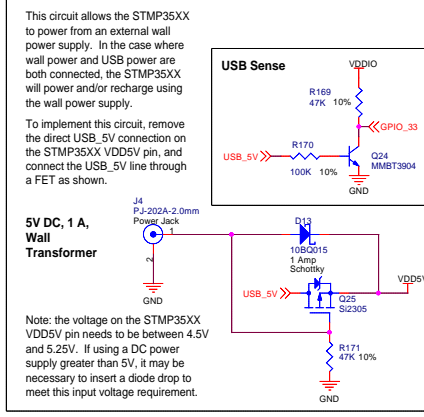 This circuit allows the STMP35XX
to power from an external wall
power supply. In the case where
wall power and USB power are
both connected, the STMP35XX
will power and/or recharge using
the wall power supply.
To implement this circuit, remove
the direct USB_5V connection on
the STMP35XX VDD5V pin, and
connect the USB_5V line through
a FET as shown.
USB Sense
VDDIO
R169
47K 10%
GPIO_33
R170
USB_5V
100K 10%
Q24
MMBT3904
GND
J4
PJ-202A-2.0mm
Power Jack
1
2
GND
5V DC, 1 A,
Wall
Transformer
D13
10BQ015
1 Amp
Schottky
VDD5V
USB_5V
Q25
Si2305
R171
47K 10%
GND
Note: the voltage on the STMP35XX
VDD5V pin needs to be between 4.5V
and 5.25V. If using a DC power
supply greater than 5V, it may be
necessary to insert a diode drop to
meet this input voltage requirement.